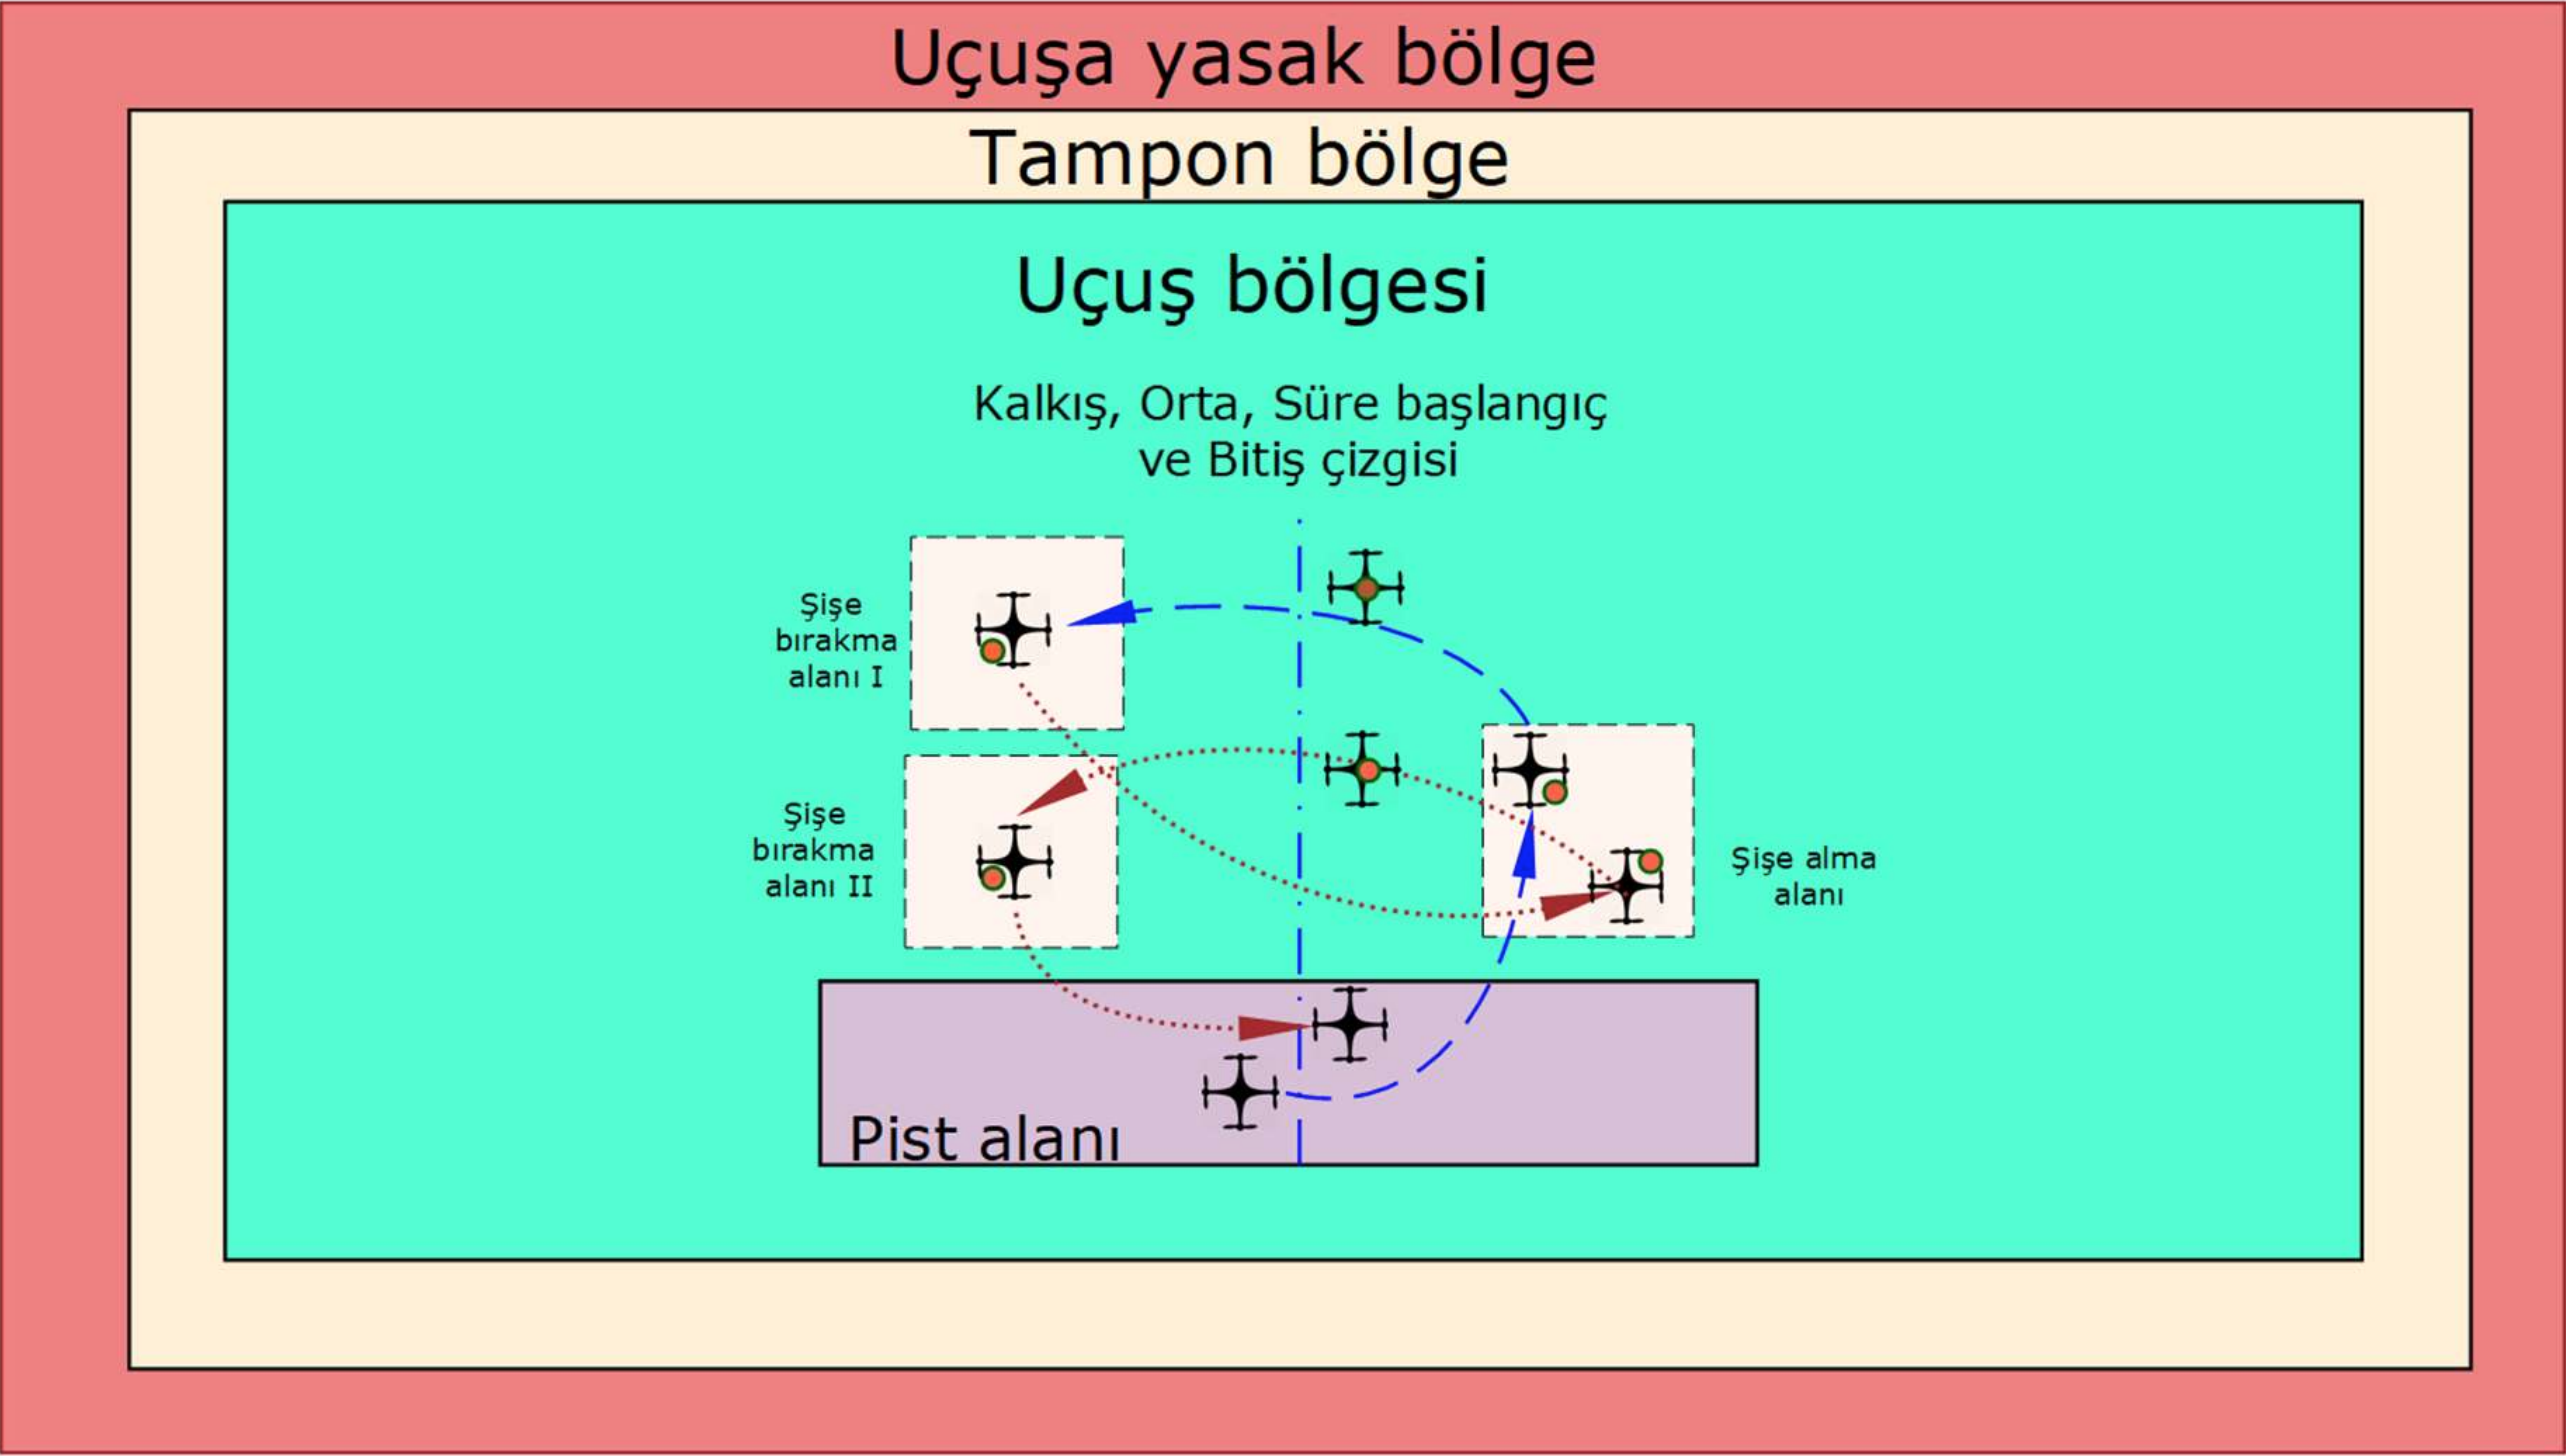 Uçuşa yasak bölge
Tampon bölge
Uçuş bölgesi
Kalkış, Orta, Süre başlangıç
ve Bitiş çizgisi
Şişe
bırakma
alanı I
Şişe
bırakma
alanı II
Şişe alma
alanı
Pist alanı